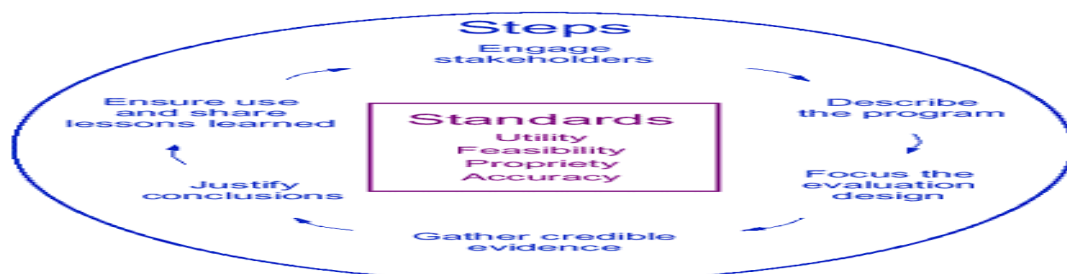 Steps
Engage
stakeholders
Describe
the program
Focus the
evaluation
design
Gather credible
evidence
Justify
conclusions
Ensure use
and share
lessons learned
Standards
Utility
Feasibility
Propriety
Accuracy